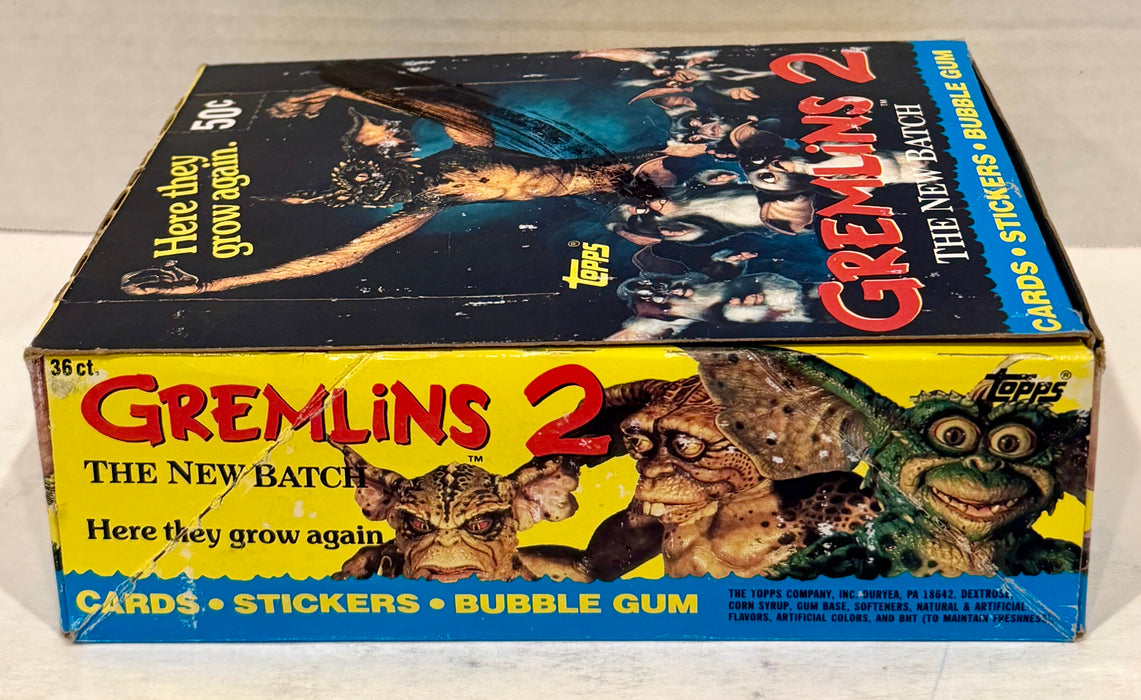 Here they
grow again.
50¢
TOPPS®
GREMLiNS 2
™
THE NEW BATCH
CARDS • STICKERS • BUBBLE GUM
36 ct.
GREMLiNS 2
™
THE NEW BATCH
Here they grow again
TOPPS®
CARDS • STICKERS • BUBBLE GUM
THE TOPPS COMPANY, INC. DURYEA, PA 18642. DEXTROSE,
CORN SYRUP, GUM BASE, SOFTENERS, NATURAL & ARTIFICIAL
FLAVORS, ARTIFICIAL COLORS, AND BHT (TO MAINTAIN FRESHNESS).